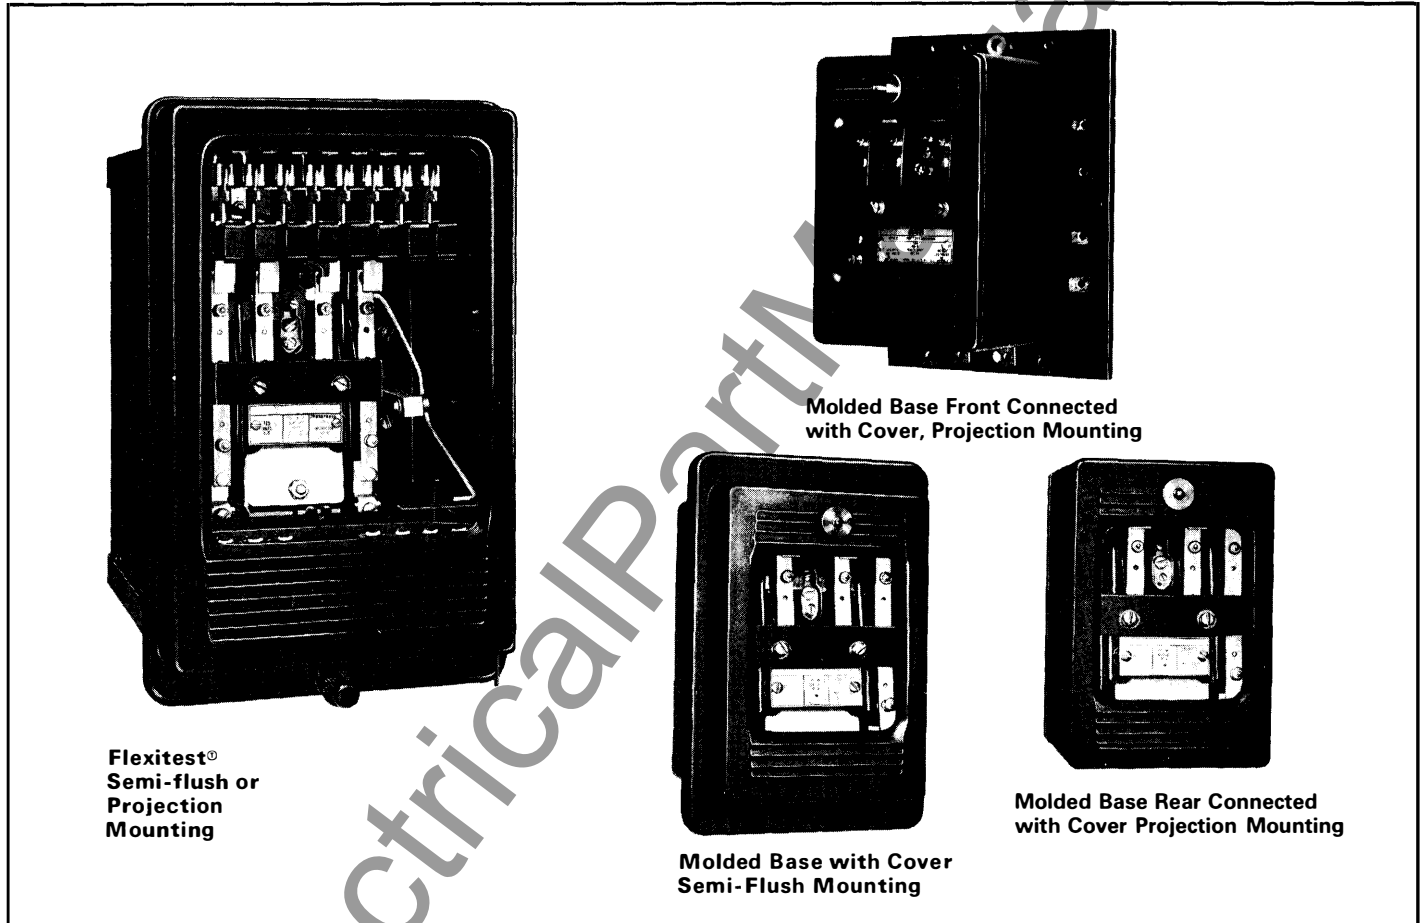 Molded Base Front Connected
with Cover, Projection Mounting
Flexitest®
Semi-flush or
Projection
Mounting
Molded Base Rear Connected
with Cover Projection Mounting
Molded Base with Cover
Semi-Flush Mounting
ctricalPartM